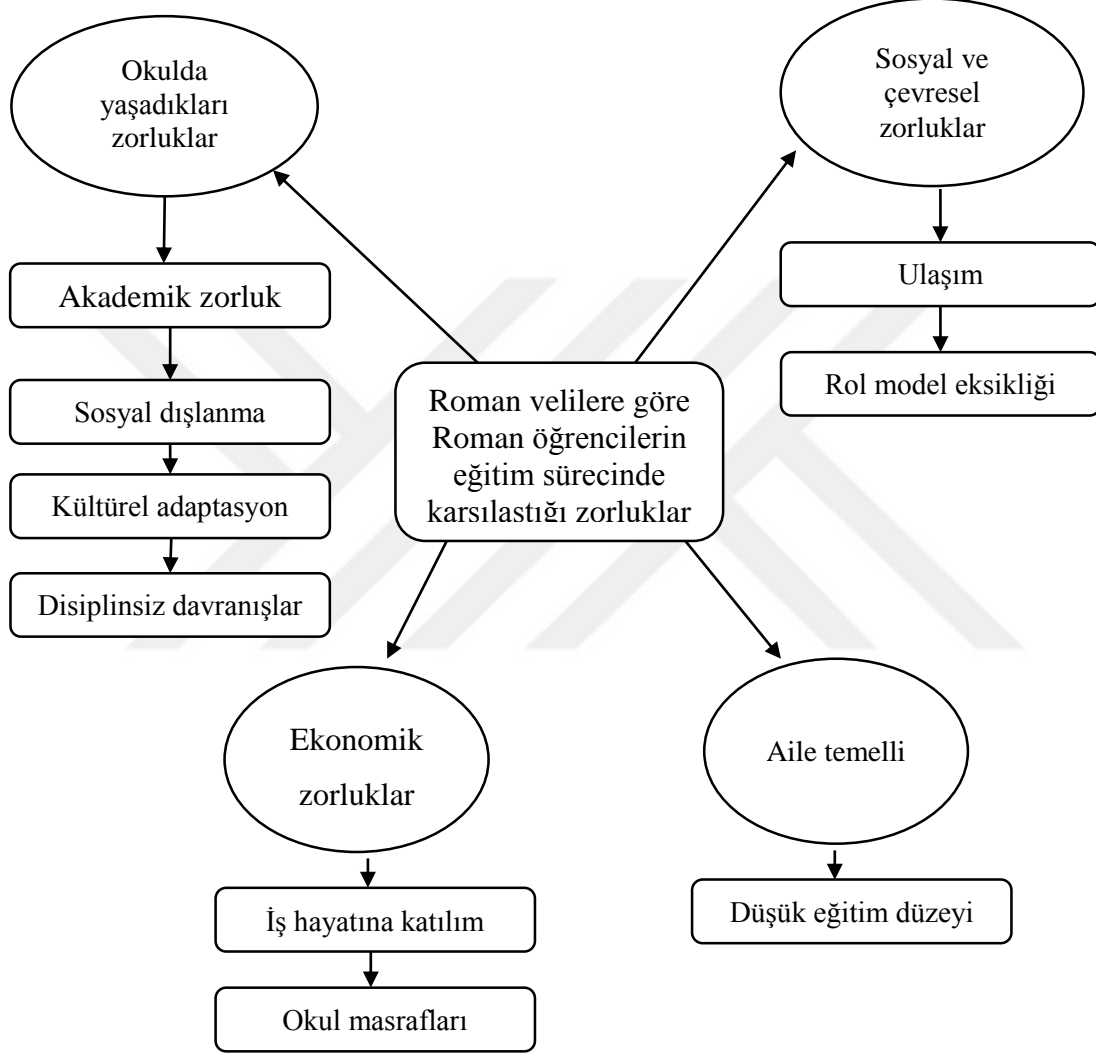 Okulda
yaşadıkları
zorluklar
Akademik zorluk
Sosyal dışlanma
Kültürel adaptasyon
Disiplinsiz davranışlar
Sosyal ve
çevresel
zorluklar
Ulaşım
Rol model eksikliği
Roman velilere göre
Roman öğrencilerin
eğitim sürecinde
karşılaştığı zorluklar
Ekonomik
zorluklar
İş hayatına katılım
Okul masrafları
Aile temelli
Düşük eğitim düzeyi